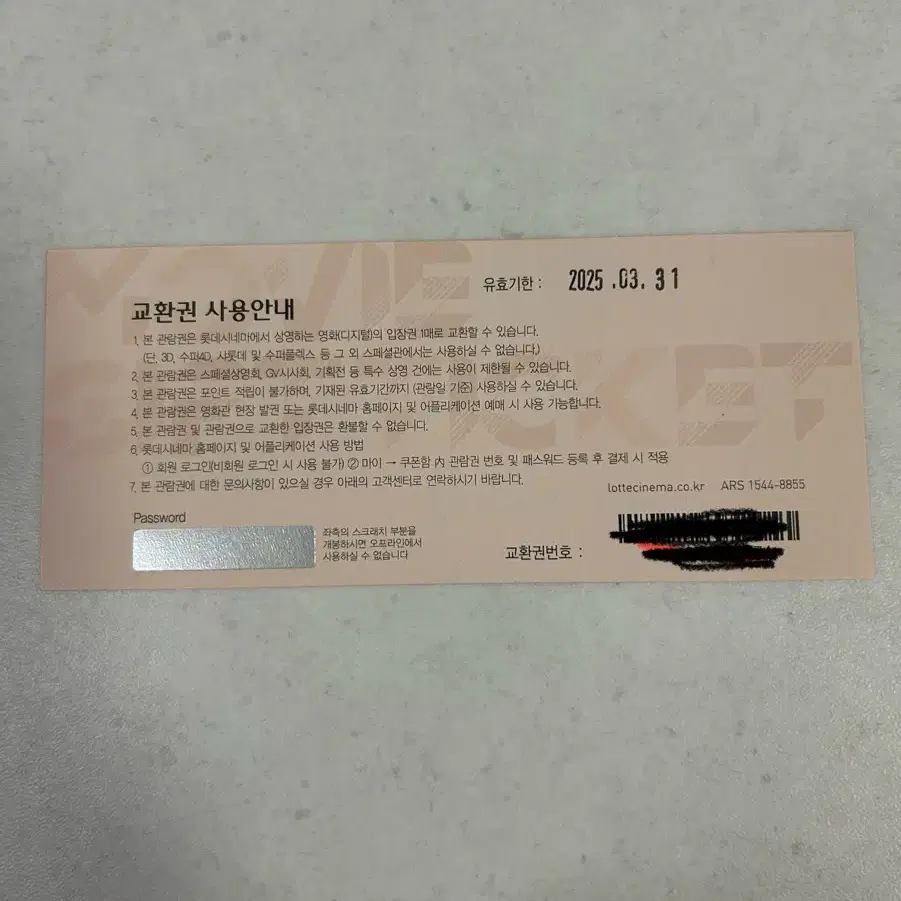 MOVIE
TICKET
유효기한 : 2025.03.31
교환권 사용안내
1. 본 관람권은 롯데시네마에서 상영하는 영화(디지털)의 입장권 1매로 교환할 수 있습니다.
(단, 3D, 수퍼4D, 샤롯데 및 수퍼플렉스 등 그 외 스페셜관에서는 사용하실 수 없습니다.)
2. 본 관람권은 스페셜상영회, GV시사회, 기획전 등 특수 상영 건에는 사용이 제한될 수 있습니다.
3. 본 관람권은 포인트 적립이 불가하며, 기재된 유효기간까지 (관람일 기준) 사용하실 수 있습니다.
4. 본 관람권은 영화관 현장 발권 또는 롯데시네마 홈페이지 및 어플리케이션 예매 시 사용 가능합니다.
5. 본 관람권 및 관람권으로 교환한 입장권은 환불할 수 없습니다.
6. 롯데시네마 홈페이지 및 어플리케이션 사용 방법
① 회원 로그인(비회원 로그인 시 사용 불가) ② 마이 → 쿠폰함 內 관람권 번호 및 패스워드 등록 후 결제 시 적용
7. 본 관람권에 대한 문의사항이 있으실 경우 아래의 고객센터로 연락하시기 바랍니다.
lottecinema.co.kr ARS 1544-8855
Password
좌측의 스크래치 부분을
개봉하시면 오프라인에서
사용하실 수 없습니다
교환권번호 :